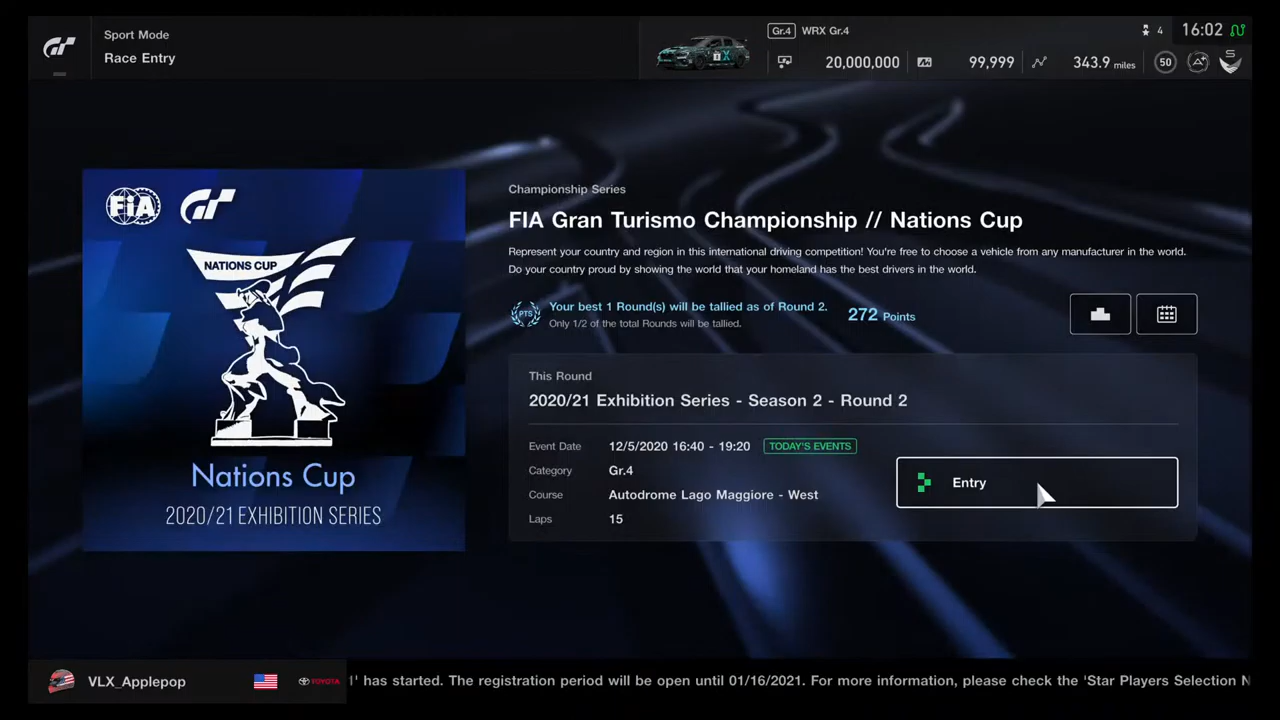 Sport Mode
Race Entry
Gr.4 WRX Gr.4
4 16:02
20,000,000 99,999 343.9 miles 50 A+ S
FIA GT
NATIONS CUP
Nations Cup
2020/21 EXHIBITION SERIES
Championship Series
FIA Gran Turismo Championship // Nations Cup
Represent your country and region in this international driving competition! You're free to choose a vehicle from any manufacturer in the world.
Do your country proud by showing the world that your homeland has the best drivers in the world.
PTS Your best 1 Round(s) will be tallied as of Round 2. 272 Points
Only 1/2 of the total Rounds will be tallied.
This Round
2020/21 Exhibition Series - Season 2 - Round 2
Event Date 12/5/2020 16:40 - 19:20 TODAY'S EVENTS
Category Gr.4
Course Autodrome Lago Maggiore - West
Laps 15
Entry
VLX_Applepop TOYOTA 1' has started. The registration period will be open until 01/16/2021. For more information, please check the 'Star Players Selection N